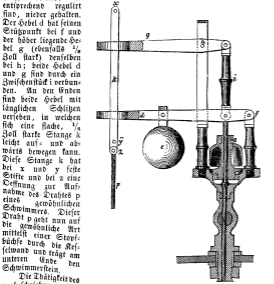 entsprechend regulirt
sind, nieder gehalten.
Der Hebel d hat seinen
Stützpunkt bei f und
der höher liegende He-
bel g (ebenfalls ½
Zoll stark) denselben
bei h; beide Hebel d
und g sind durch ein
Zwischenstück i verbun-
den. An den Enden
sind beide Hebel mit
länglichen Schlitzen
versehen, in welchen
sich eine flache, ¼
Zoll starke Stange k
leicht auf- und ab-
wärts bewegen kann.
Diese Stange k hat
bei x und y feste
Stifte und bei z eine
Oeffnung zur Auf-
nahme des Drahtes p
eines gewöhnlichen
Schwimmers. Dieser
Draht p geht nun auf
die gewöhnliche Art
mittelst einer Stopf-
büchse durch die Kes-
selwand und trägt am
unteren Ende den
Schwimmerstein.
Die Thätigkeit des
x
g
h
k
i
d
f
e
y
z
p